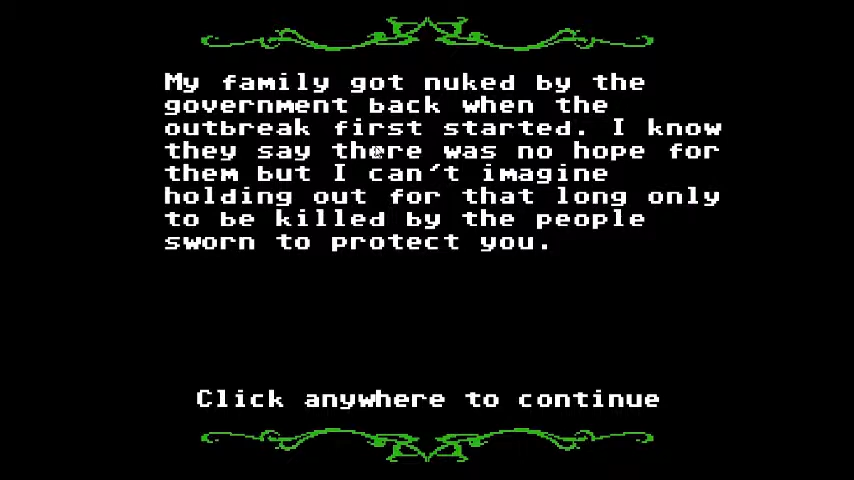 My family got nuked by the
government back when the
outbreak first started. I know
they say there was no hope for
them but I can't imagine
holding out for that long only
to be killed by the people
sworn to protect you.
Click anywhere to continue